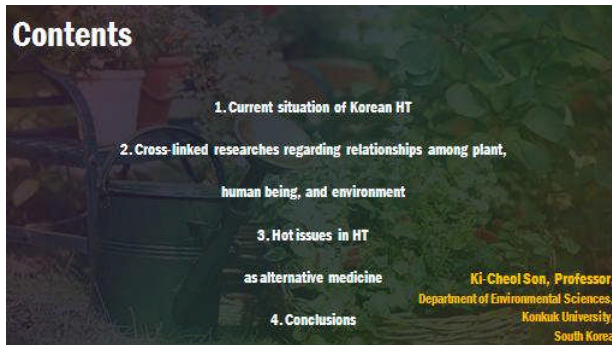 Contents
1. Current situation of Korean HT
2. Cross-linked researches regarding relationships among plant,
human being, and environment
3. Hot issues in HT
as alternative medicine
4. Conclusions
Ki-Cheol Son, Professor,
Department of Environmental Sciences,
Konkuk University,
South Korea